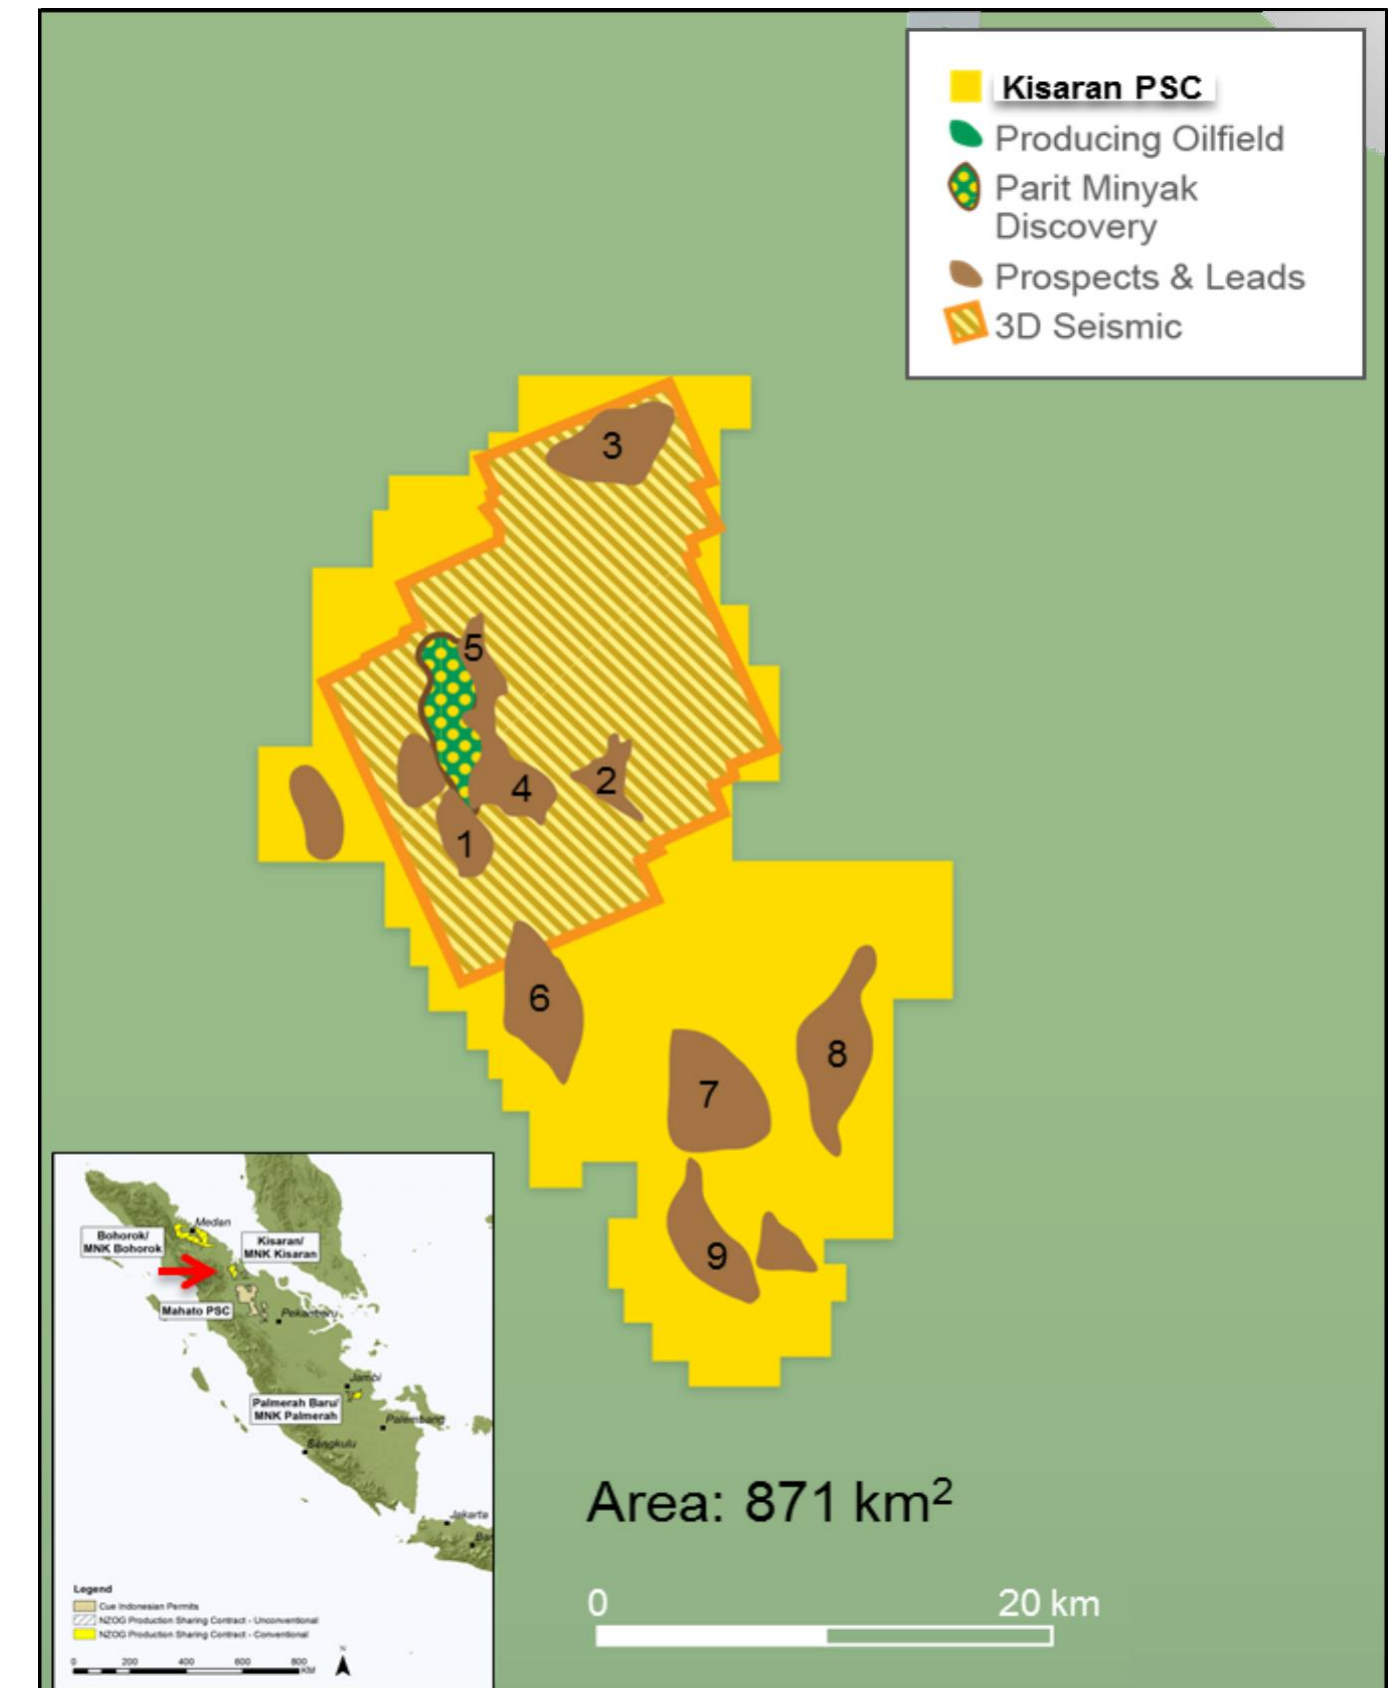 Kisaran PSC
Producing Oilfield
Parit Minyak
Discovery
Prospects & Leads
3D Seismic
3
5
4
2
1
6
8
7
9
Medan
Bohorok/
MNK Bohorok
Kisaran/
MNK Kisaran
Mahato PSC
Pekanbaru
Jambi
Palmerah Baru/
MNK Palmerah
Palembang
Bengkulu
Jakarta
Ban
Legend
Cue Indonesian Permits
NZOG Production Sharing Contract - Unconventional
NZOG Production Sharing Contract - Conventional
0 200 400 600 800
KM
N
Area: 871 km²
0 20 km